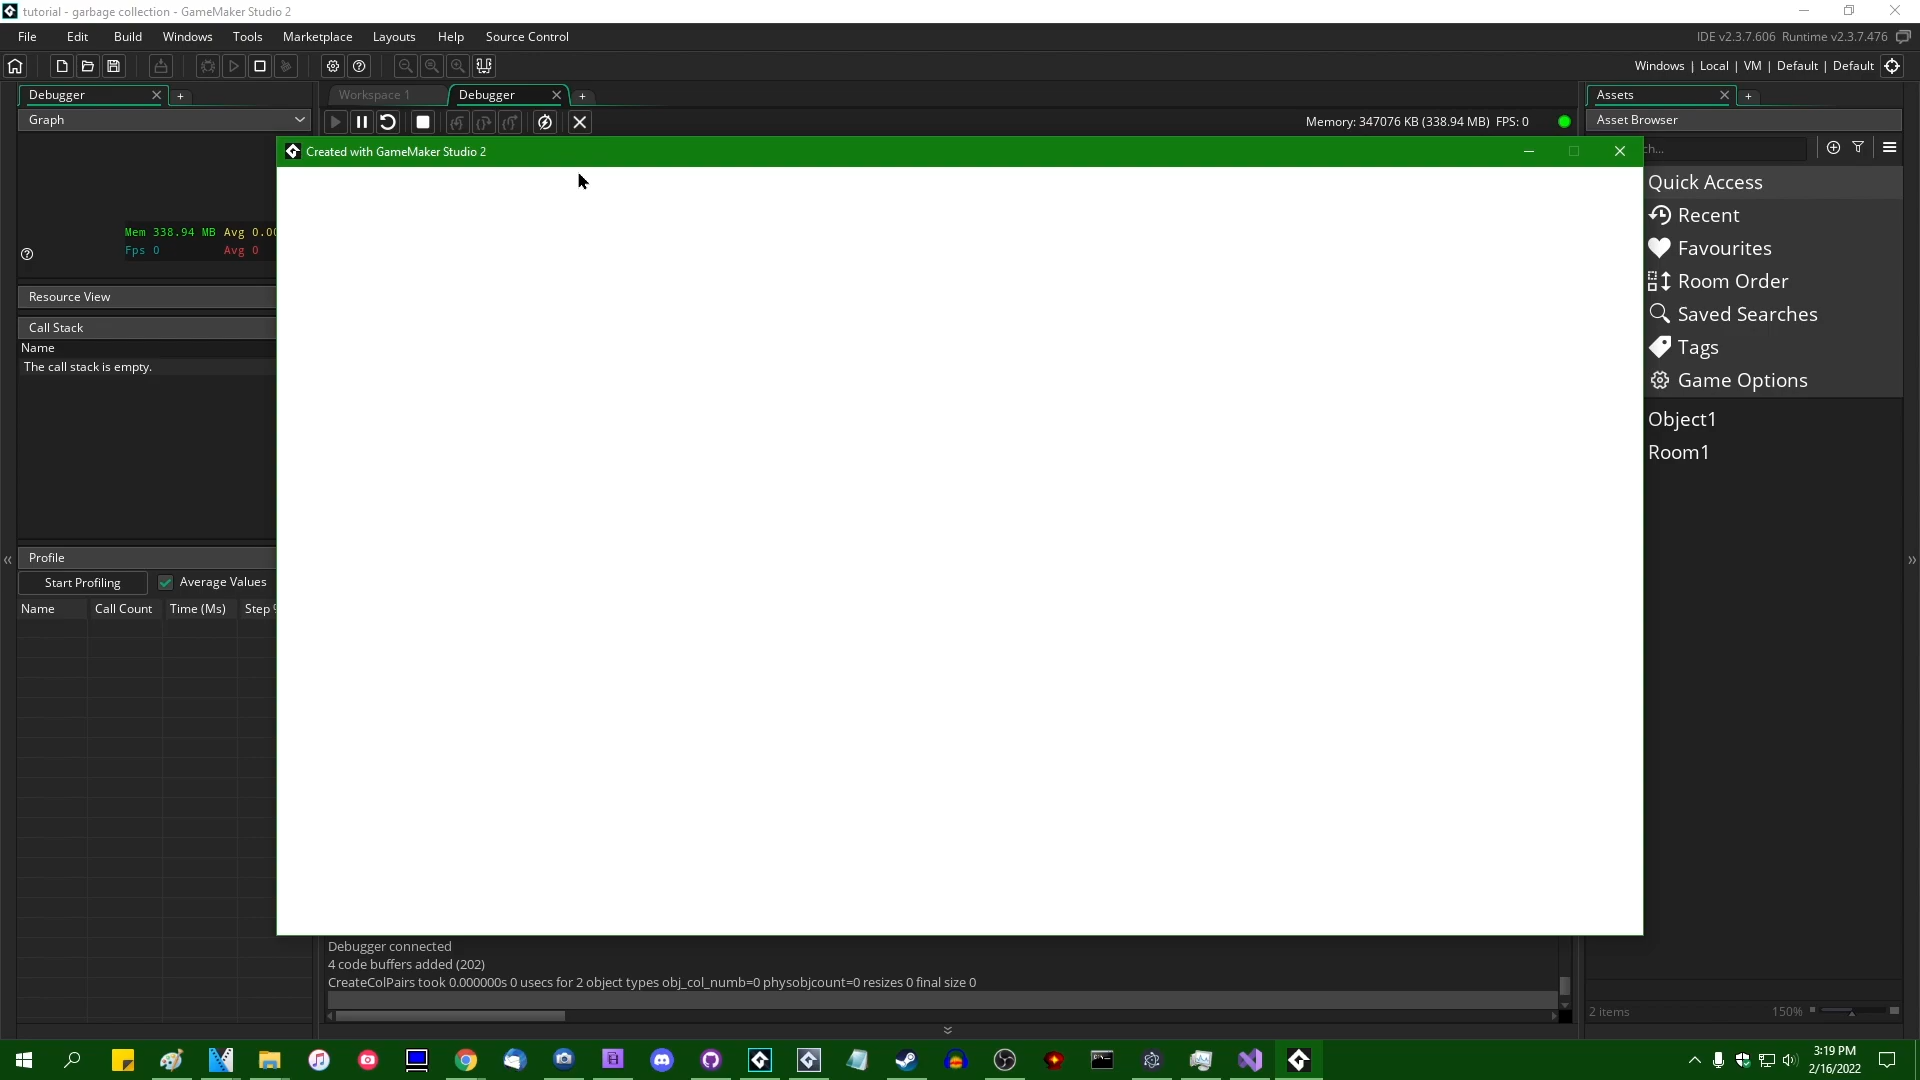 tutorial - garbage collection - GameMaker Studio 2
File Edit Build Windows Tools Marketplace Layouts Help Source Control
IDE v2.3.7.606 Runtime v2.3.7.476
Windows | Local | VM | Default | Default
Debugger
Workspace 1
Debugger
Assets
Graph
Memory: 347076 KB (338.94 MB) FPS: 0
Asset Browser
Created with GameMaker Studio 2
Quick Access
Recent
Favourites
Room Order
Saved Searches
Tags
Game Options
Object1
Room1
Mem 338.94 MB Avg 0.00
Fps 0 Avg 0
Resource View
Call Stack
Name
The call stack is empty.
Profile
Start Profiling
Average Values
Name Call Count Time (Ms) Step
Debugger connected
4 code buffers added (202)
CreateColPairs took 0.000000s 0 usecs for 2 object types obj_col_numb=0 physobjcount=0 resizes 0 final size 0
2 items
150%
3:19 PM
2/16/2022